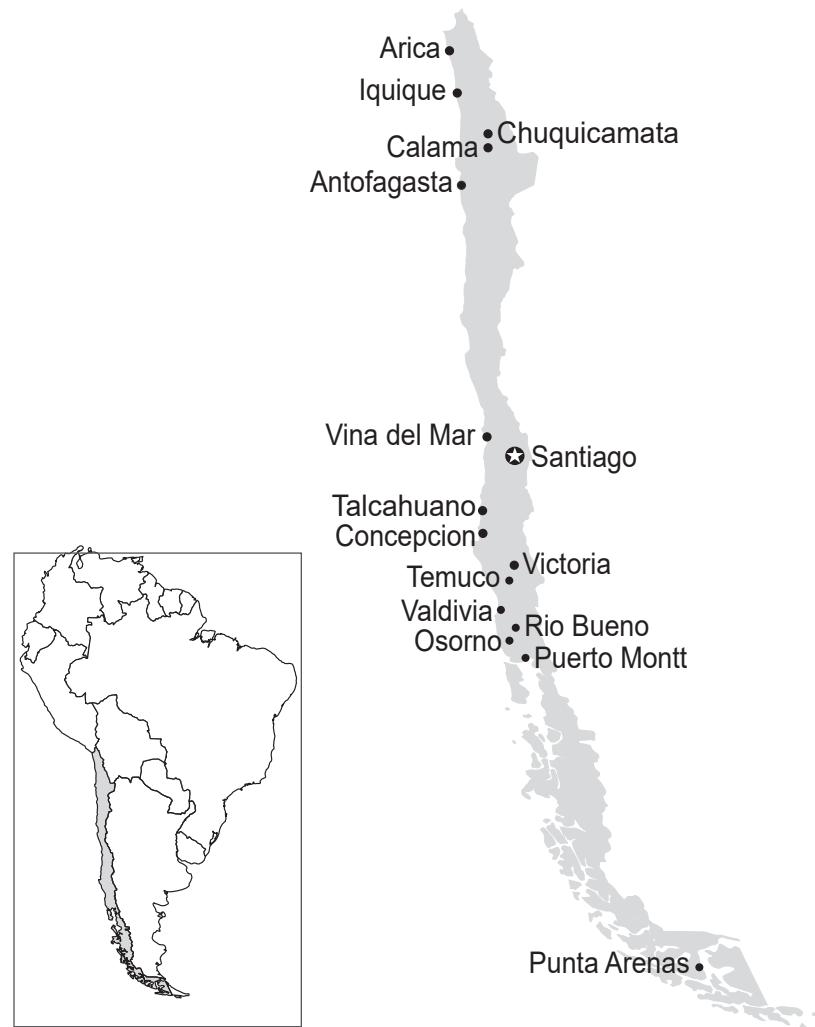 Arica
Iquique
Chuquicamata
Calama
Antofagasta
Vina del Mar
Santiago
Talcahuano
Concepcion
Victoria
Temuco
Valdivia
Rio Bueno
Osorno
Puerto Montt
Punta Arenas